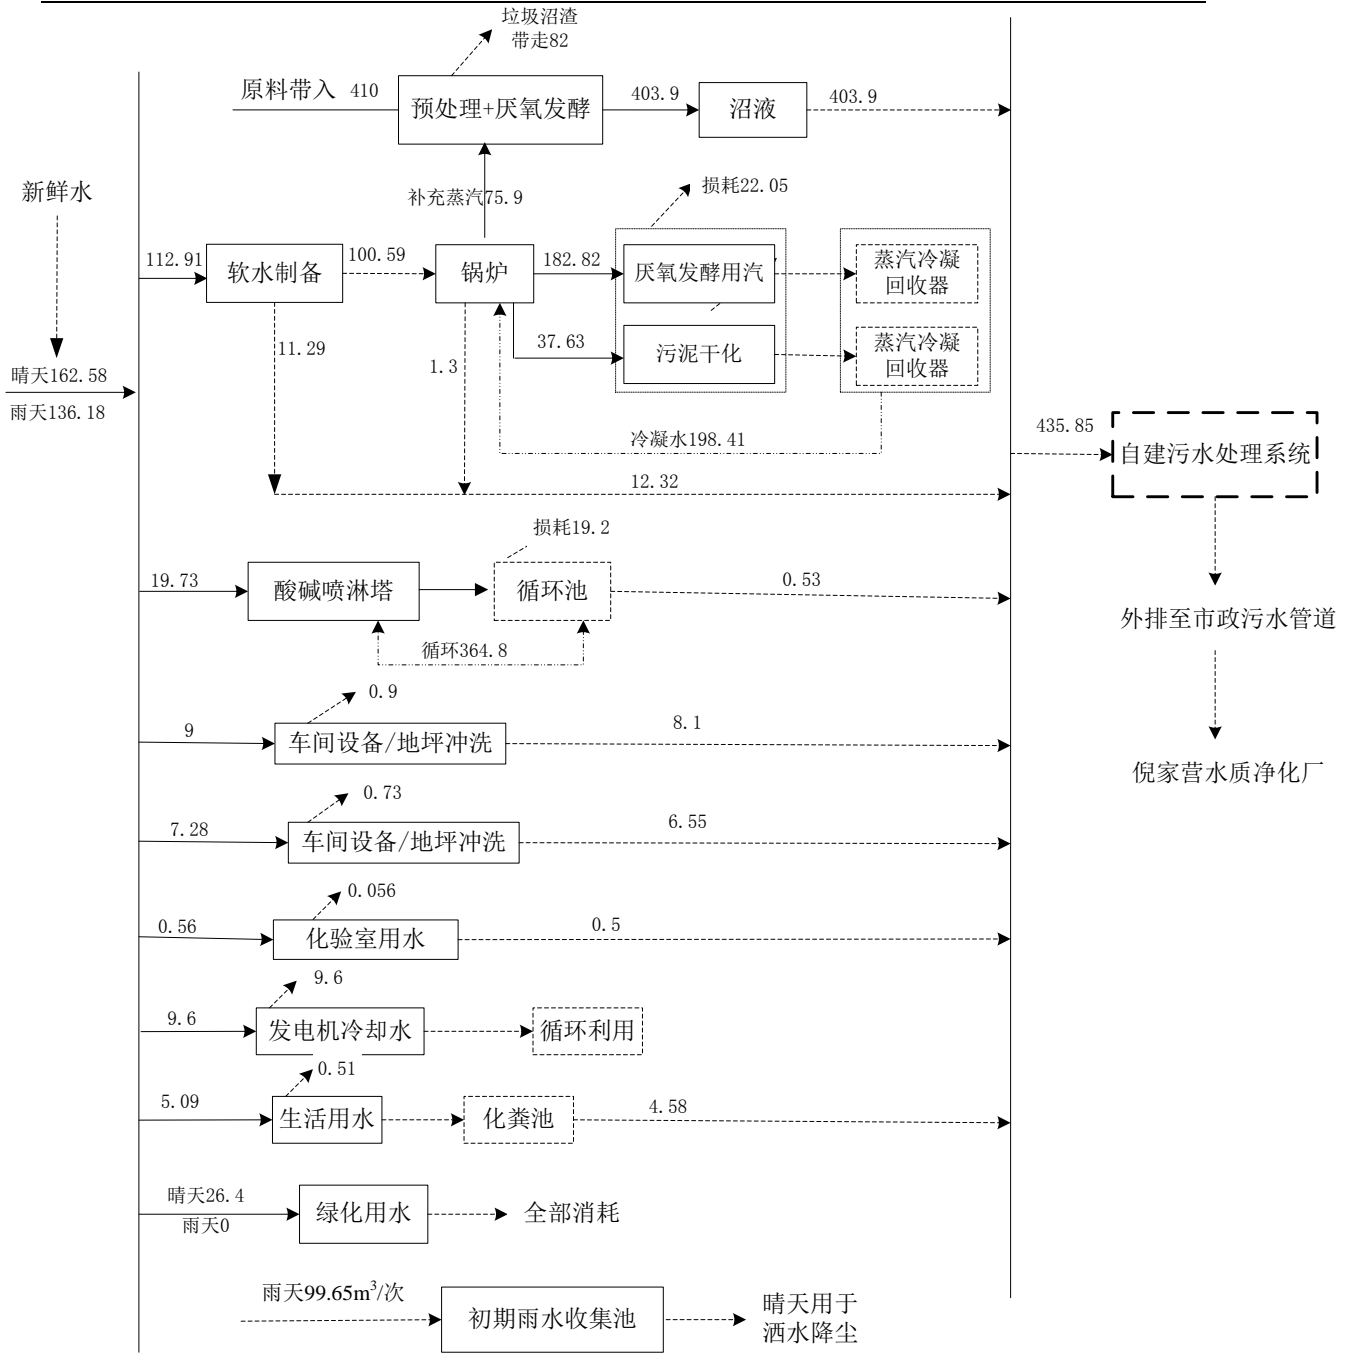 垃圾沼渣
带走82
原料带入 410
预处理+厌氧发酵
403.9
沼液
403.9
新鲜水
补充蒸汽75.9
损耗22.05
112.91
软水制备
100.59
锅炉
182.82
厌氧发酵用汽
蒸汽冷凝
回收器
11.29
1.3
37.63
污泥干化
蒸汽冷凝
回收器
晴天162.58
雨天136.18
冷凝水198.41
435.85
自建污水处理系统
12.32
损耗19.2
19.73
酸碱喷淋塔
循环池
0.53
循环364.8
外排至市政污水管道
0.9
9
车间设备/地坪冲洗
8.1
倪家营水质净化厂
0.73
7.28
车间设备/地坪冲洗
6.55
0.056
0.56
化验室用水
0.5
9.6
9.6
发电机冷却水
循环利用
0.51
5.09
生活用水
化粪池
4.58
晴天26.4
雨天0
绿化用水
全部消耗
雨天99.65m³/次
初期雨水收集池
晴天用于
洒水降尘